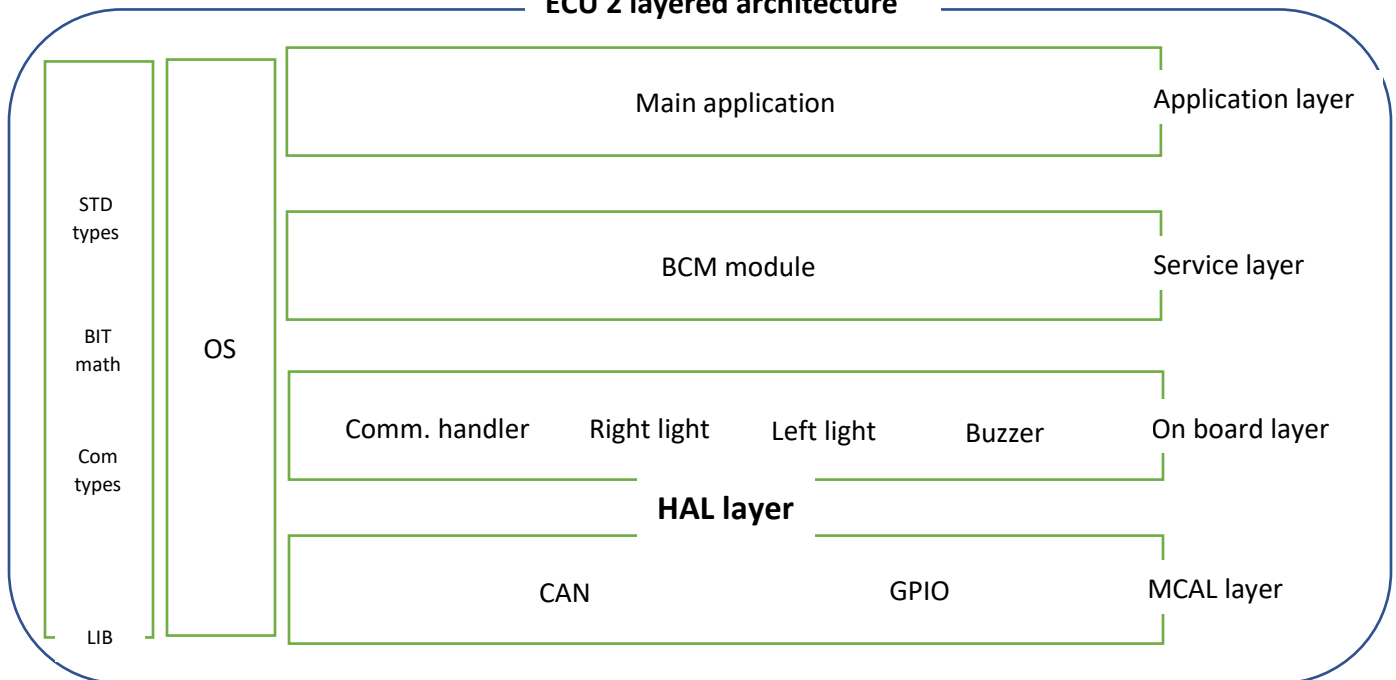 ECU 2 layered architecture
Main application
Application layer
STD
types
BCM module
Service layer
BIT
math
OS
Comm. handler
Right light
Left light
Buzzer
On board layer
Com
types
HAL layer
CAN
GPIO
MCAL layer
LIB